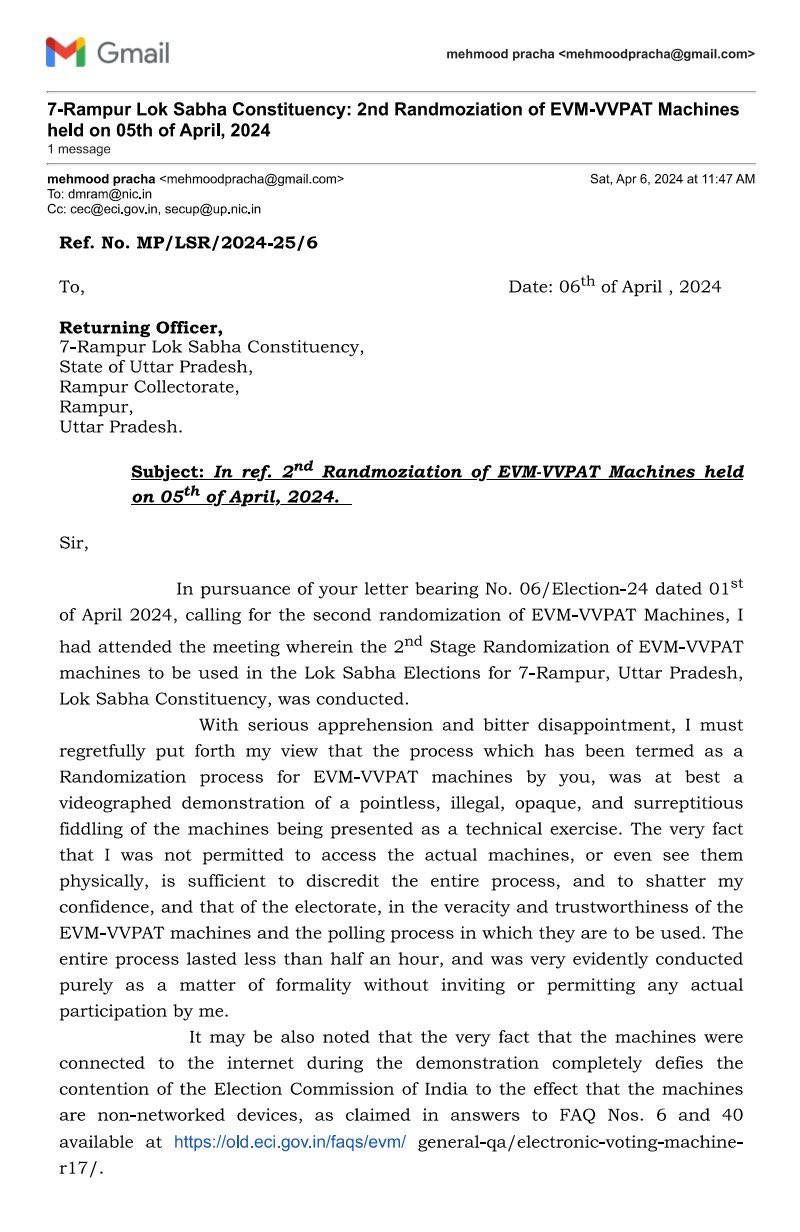 Gmail
mehmood pracha <mehmoodpracha@gmail.com>
7-Rampur Lok Sabha Constituency: 2nd Randmoziation of EVM-VVPAT Machines
held on 05th of April, 2024
1 message
mehmood pracha <mehmoodpracha@gmail.com> Sat, Apr 6, 2024 at 11:47 AM
To: dmram@nic.in
Cc: cec@eci.gov.in, secup@up.nic.in
Ref. No. MP/LSR/2024-25/6
To, Date: 06th of April , 2024
Returning Officer,
7-Rampur Lok Sabha Constituency,
State of Uttar Pradesh,
Rampur Collectorate,
Rampur,
Uttar Pradesh.
Subject: In ref. 2nd Randmoziation of EVM-VVPAT Machines held
on 05th of April, 2024.
Sir,
In pursuance of your letter bearing No. 06/Election-24 dated 01st
of April 2024, calling for the second randomization of EVM-VVPAT Machines, I
had attended the meeting wherein the 2nd Stage Randomization of EVM-VVPAT
machines to be used in the Lok Sabha Elections for 7-Rampur, Uttar Pradesh,
Lok Sabha Constituency, was conducted.
With serious apprehension and bitter disappointment, I must
regretfully put forth my view that the process which has been termed as a
Randomization process for EVM-VVPAT machines by you, was at best a
videographed demonstration of a pointless, illegal, opaque, and surreptitious
fiddling of the machines being presented as a technical exercise. The very fact
that I was not permitted to access the actual machines, or even see them
physically, is sufficient to discredit the entire process, and to shatter my
confidence, and that of the electorate, in the veracity and trustworthiness of the
EVM-VVPAT machines and the polling process in which they are to be used. The
entire process lasted less than half an hour, and was very evidently conducted
purely as a matter of formality without inviting or permitting any actual
participation by me.
It may be also noted that the very fact that the machines were
connected to the internet during the demonstration completely defies the
contention of the Election Commission of India to the effect that the machines
are non-networked devices, as claimed in answers to FAQ Nos. 6 and 40
available at https://old.eci.gov.in/faqs/evm/ general-qa/electronic-voting-machine-
r17/.